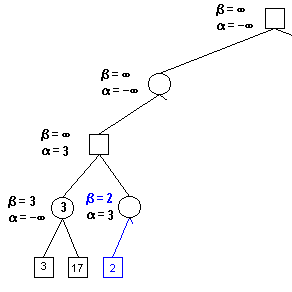 β = ∞
α = −∞
β = ∞
α = −∞
β = ∞
α = 3
β = 3
α = −∞
3
β = 2
α = 3
3
17
2